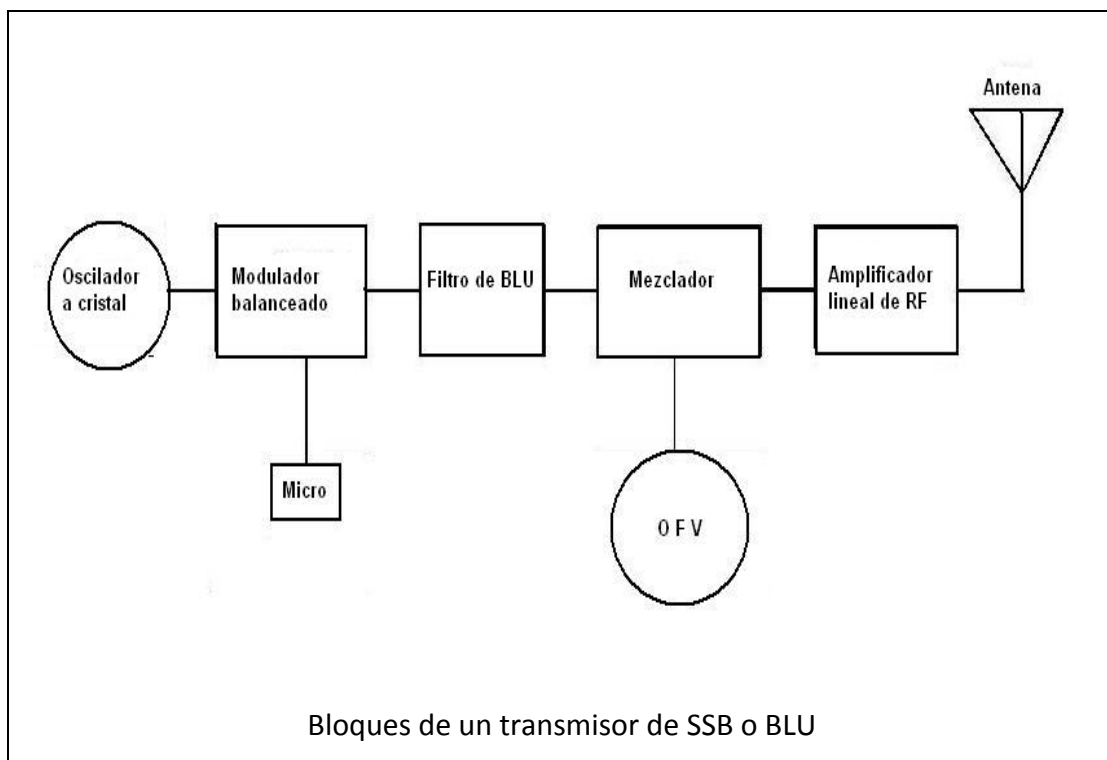 Antena
Oscilador
a cristal
Modulador
balanceado
Filtro de BLU
Mezclador
Amplificador
lineal de RF
Micro
O F V
Bloques de un transmisor de SSB o BLU